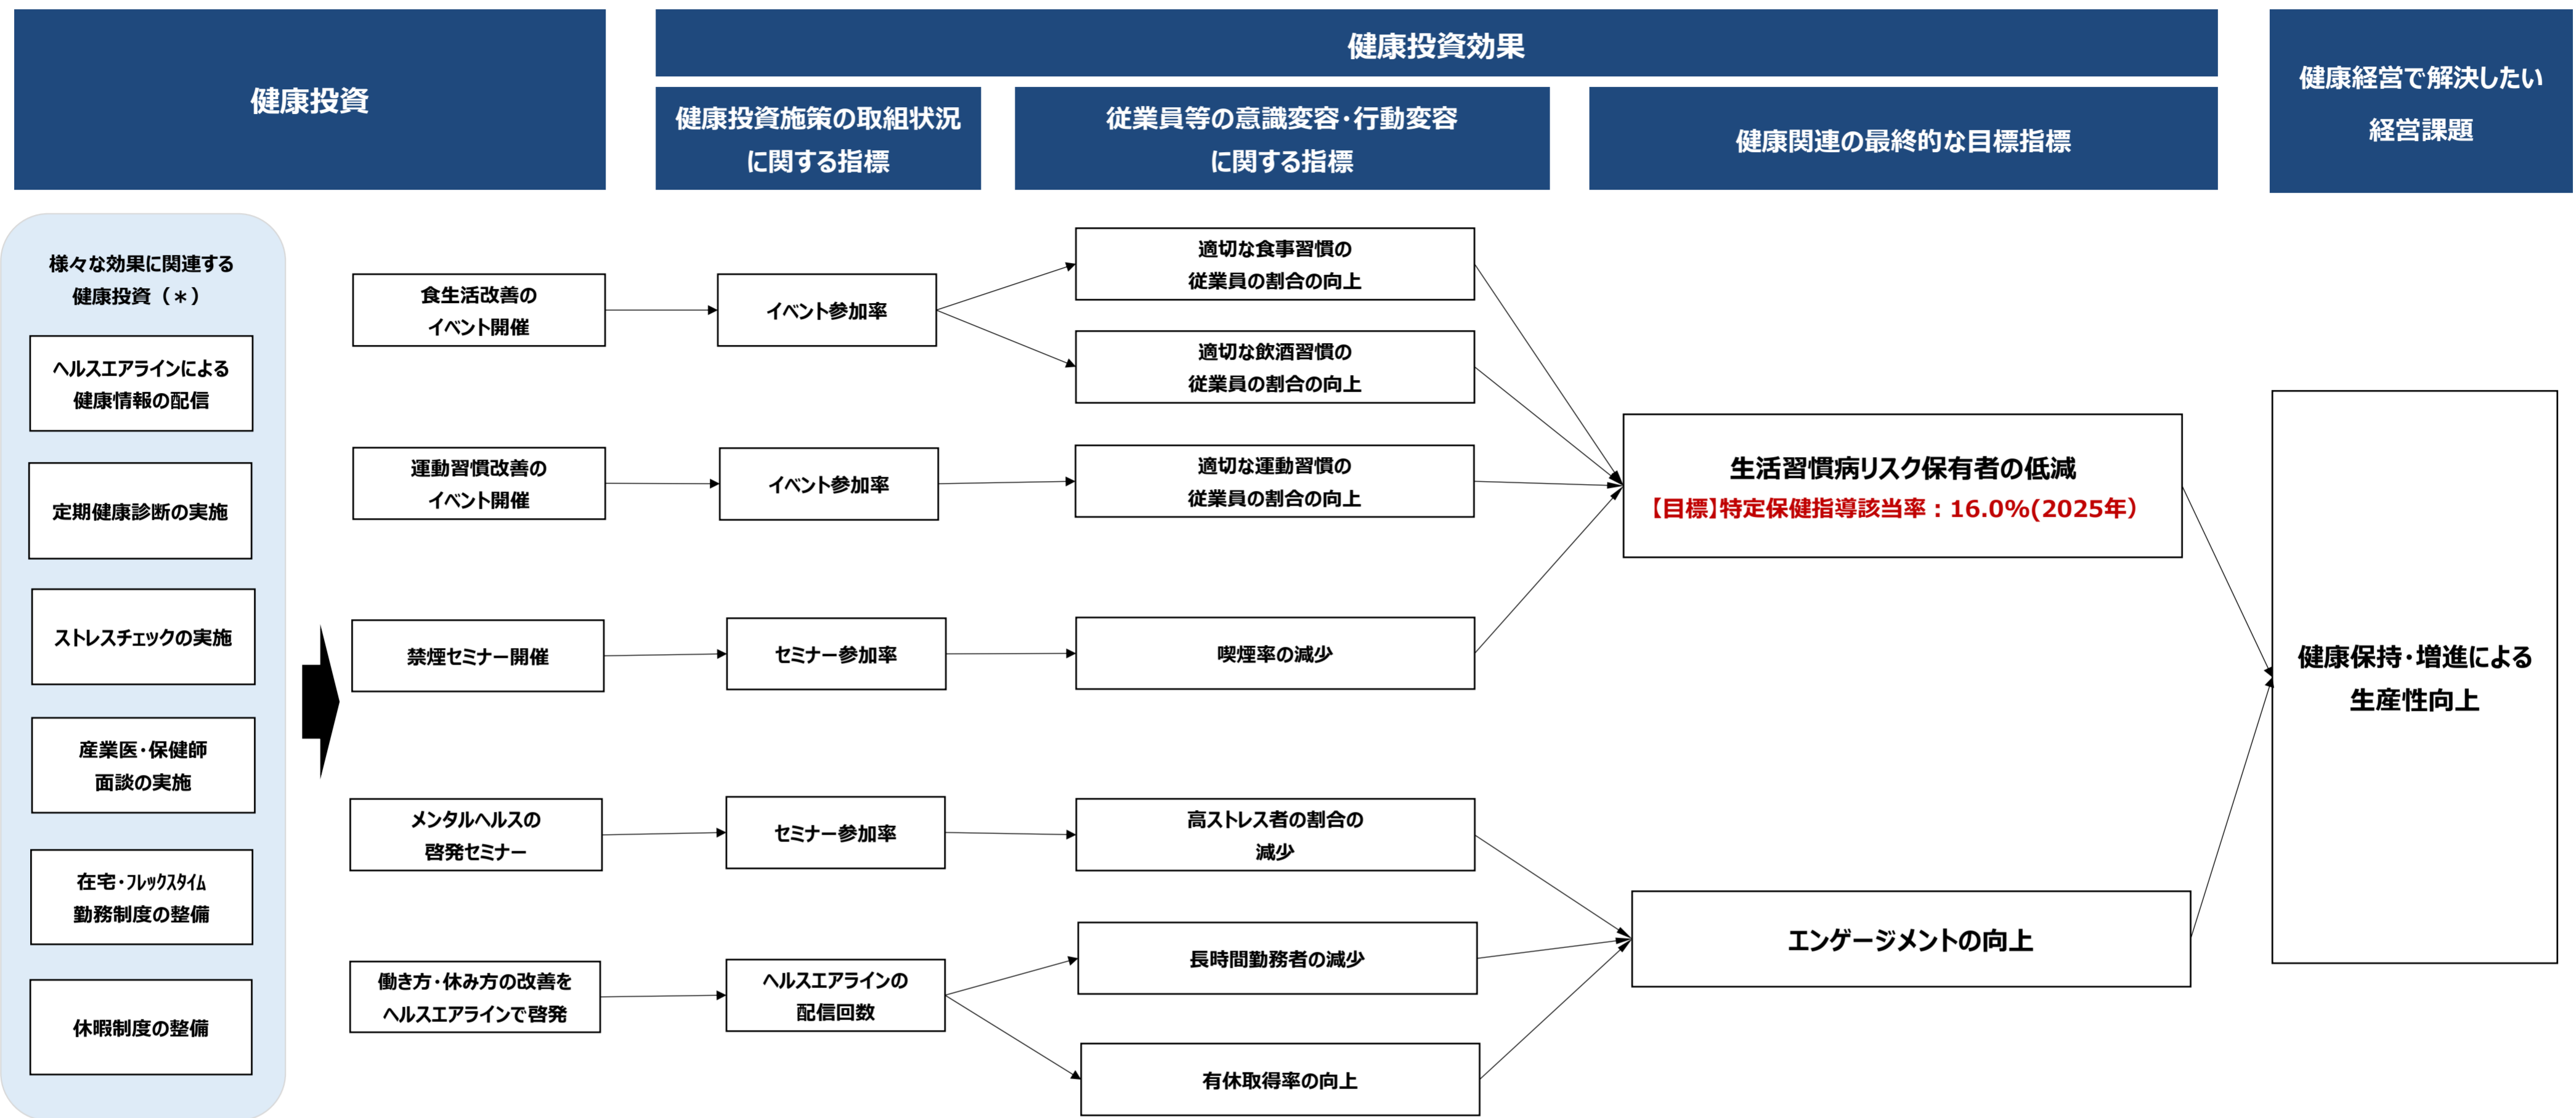 健康投資
健康投資効果
健康投資施策の取組状況
に関する指標
従業員等の意識変容・行動変容
に関する指標
健康関連の最終的な目標指標
健康経営で解決したい
経営課題
様々な効果に関連する
健康投資（＊）
ヘルスエアラインによる
健康情報の配信
定期健康診断の実施
ストレスチェックの実施
産業医・保健師
面談の実施
在宅・フレックスタイム
勤務制度の整備
休暇制度の整備
食生活改善の
イベント開催
運動習慣改善の
イベント開催
禁煙セミナー開催
メンタルヘルスの
啓発セミナー
働き方・休み方の改善を
ヘルスエアラインで啓発
イベント参加率
イベント参加率
セミナー参加率
セミナー参加率
ヘルスエアラインの
配信回数
適切な食事習慣の
従業員の割合の向上
適切な飲酒習慣の
従業員の割合の向上
適切な運動習慣の
従業員の割合の向上
喫煙率の減少
高ストレス者の割合の
減少
長時間勤務者の減少
有休取得率の向上
生活習慣病リスク保有者の低減
【目標】特定保健指導該当率：16.0%(2025年）
エンゲージメントの向上
健康保持・増進による
生産性向上